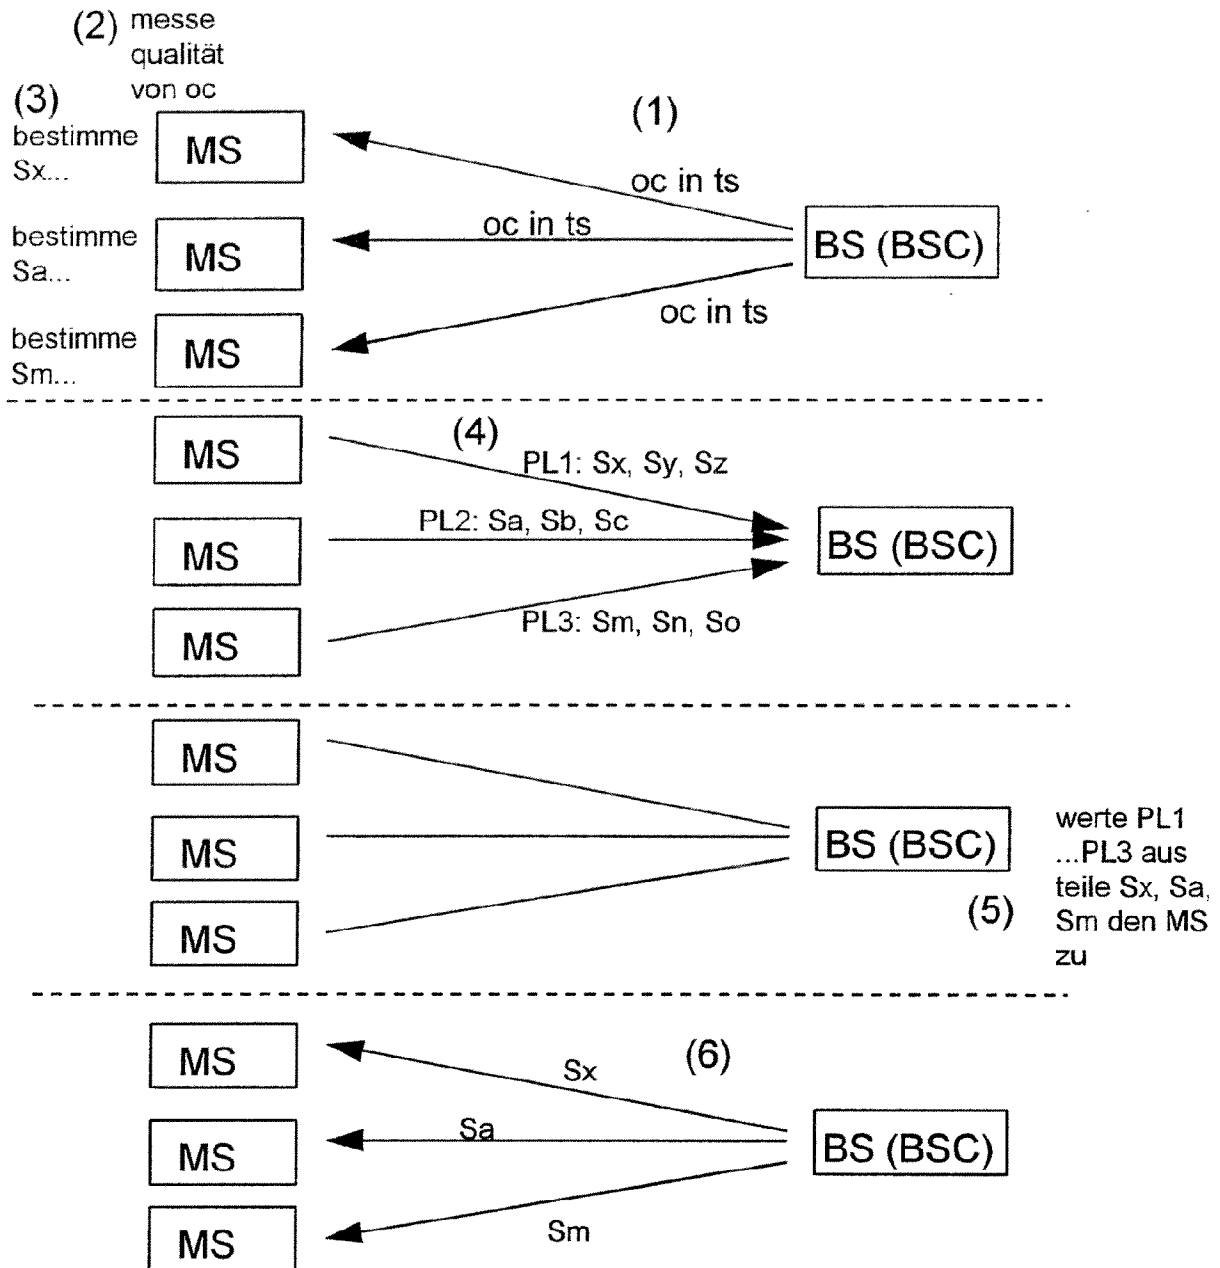 (2) messe
qualität
von oc
(3)
bestimme
Sx...
MS
(1)
oc in ts
bestimme
Sa...
MS
oc in ts
BS (BSC)
oc in ts
bestimme
Sm...
MS
MS
(4)
PL1: Sx, Sy, Sz
MS
PL2: Sa, Sb, Sc
BS (BSC)
MS
PL3: Sm, Sn, So
MS
MS
BS (BSC)
MS
(5)
werte PL1
...PL3 aus
teile Sx, Sa,
Sm den MS
zu
MS
(6)
Sx
MS
Sa
BS (BSC)
MS
Sm